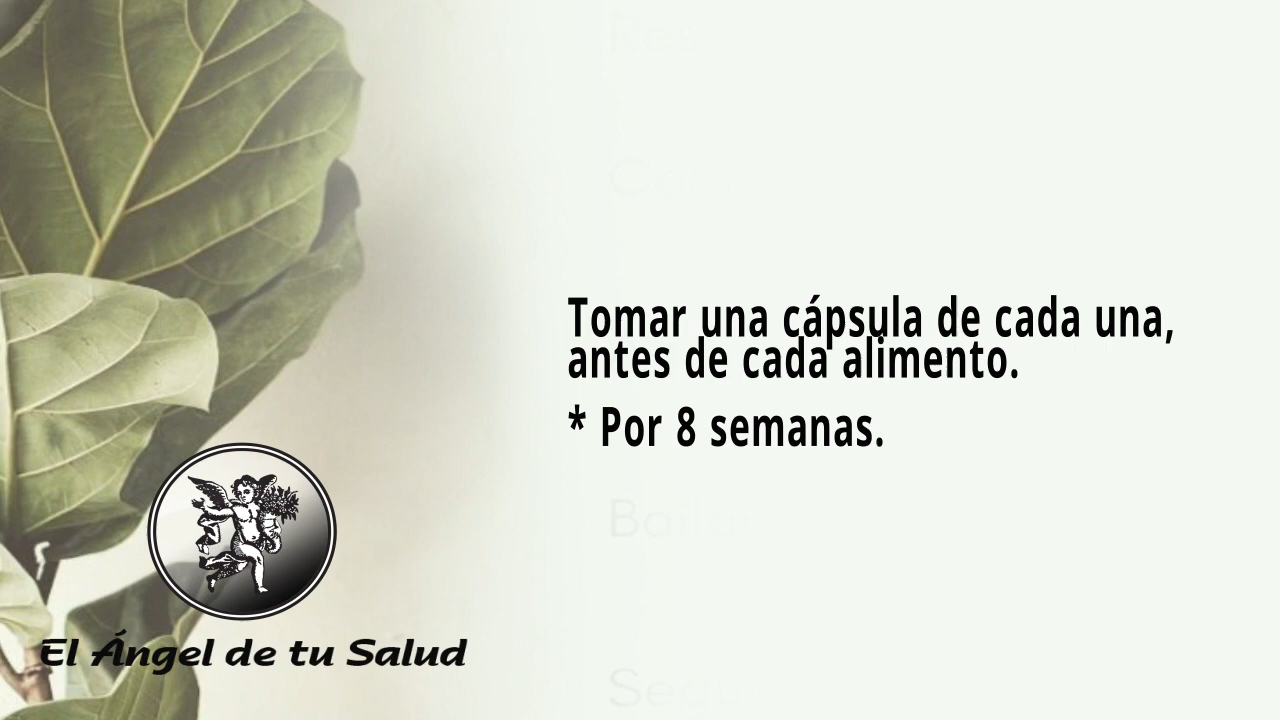 Tomar una cápsula de cada una,
antes de cada alimento.
* Por 8 semanas.
El Ángel de tu Salud